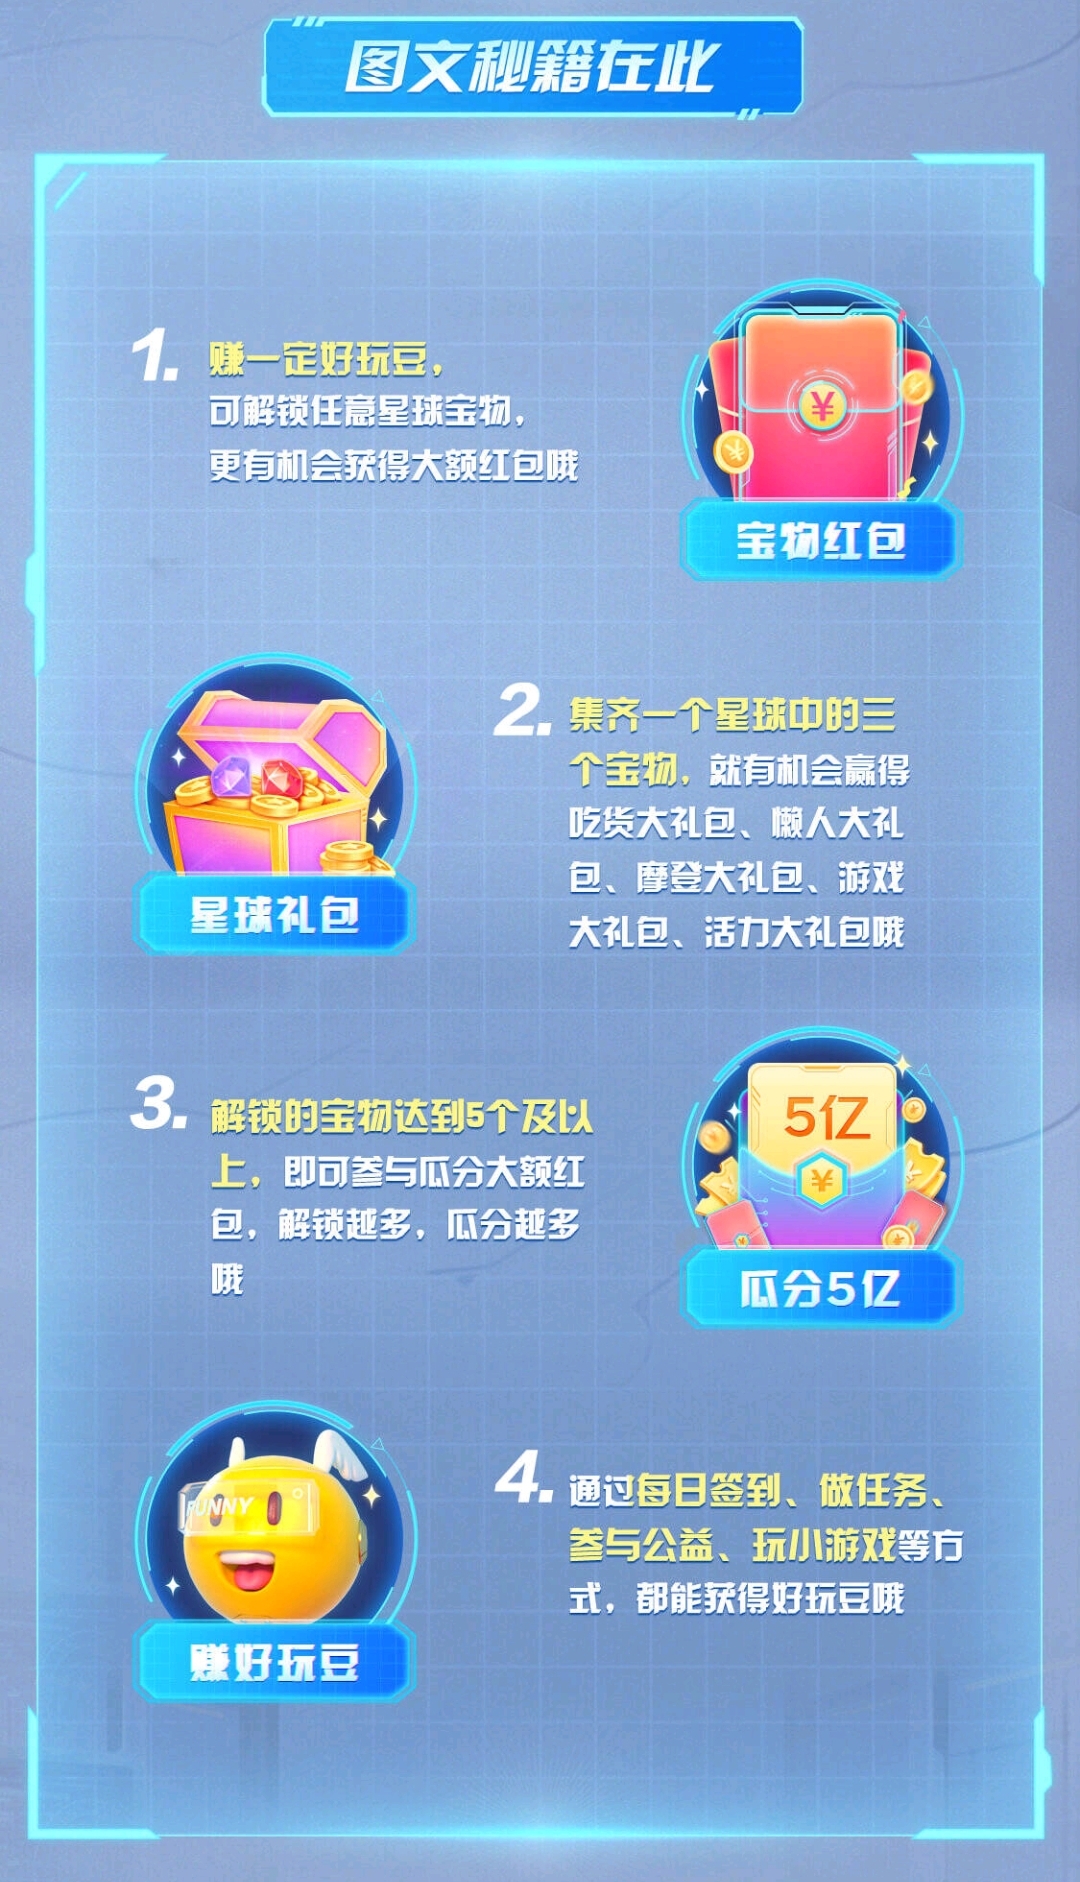 图文秘籍在此
1.
赚一定好玩豆，
可解锁任意星球宝物，
更有机会获得大额红包哦
¥
宝物红包
2.
集齐一个星球中的三
个宝物，就有机会赢得
吃货大礼包、懒人大礼
包、摩登大礼包、游戏
大礼包、活力大礼包哦
星球礼包
3.
解锁的宝物达到5个及以
上，即可参与瓜分大额红
包，解锁越多，瓜分越多
哦
5亿
¥
瓜分5亿
4.
通过每日签到、做任务、
参与公益、玩小游戏等方
式，都能获得好玩豆哦
FUNNY
赚好玩豆